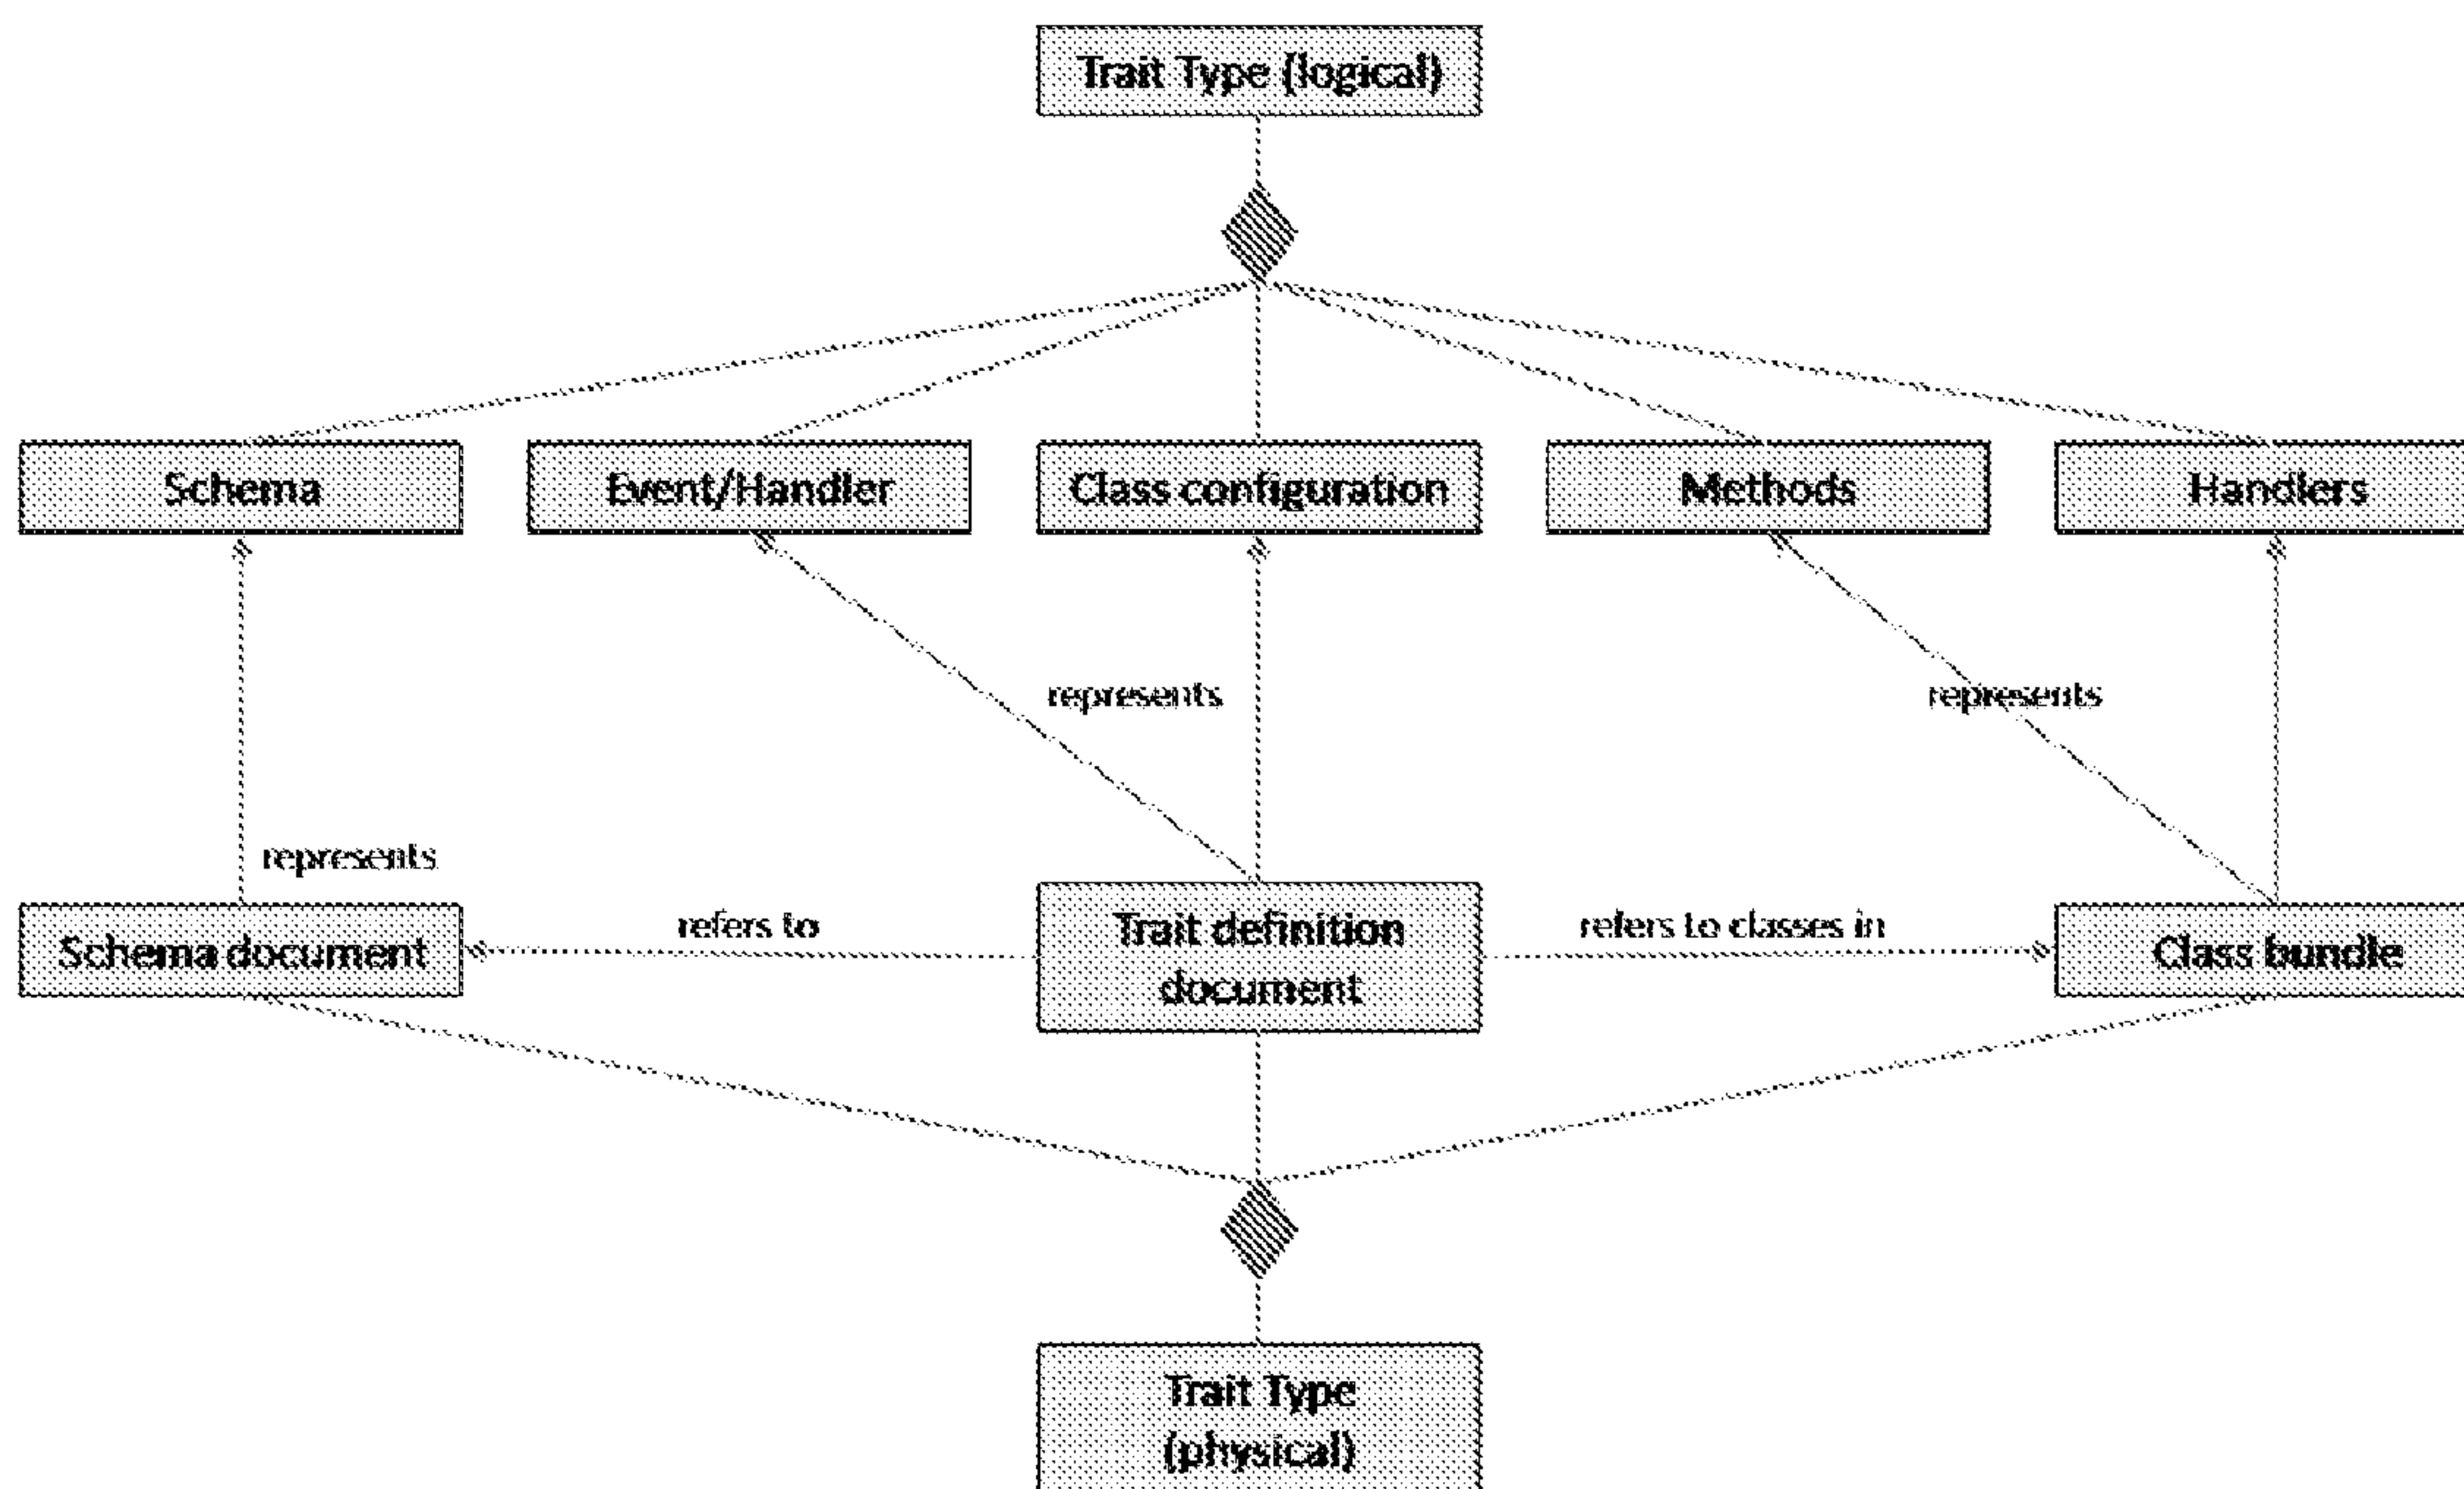 Trait Type (logical)
Schema
Event/Handler
Class configuration
Methods
Handlers
represents
represents
represents
refers to
refers to classes in
Schema document
Trait definition
document
Class bundle
Trait Type
(physical)